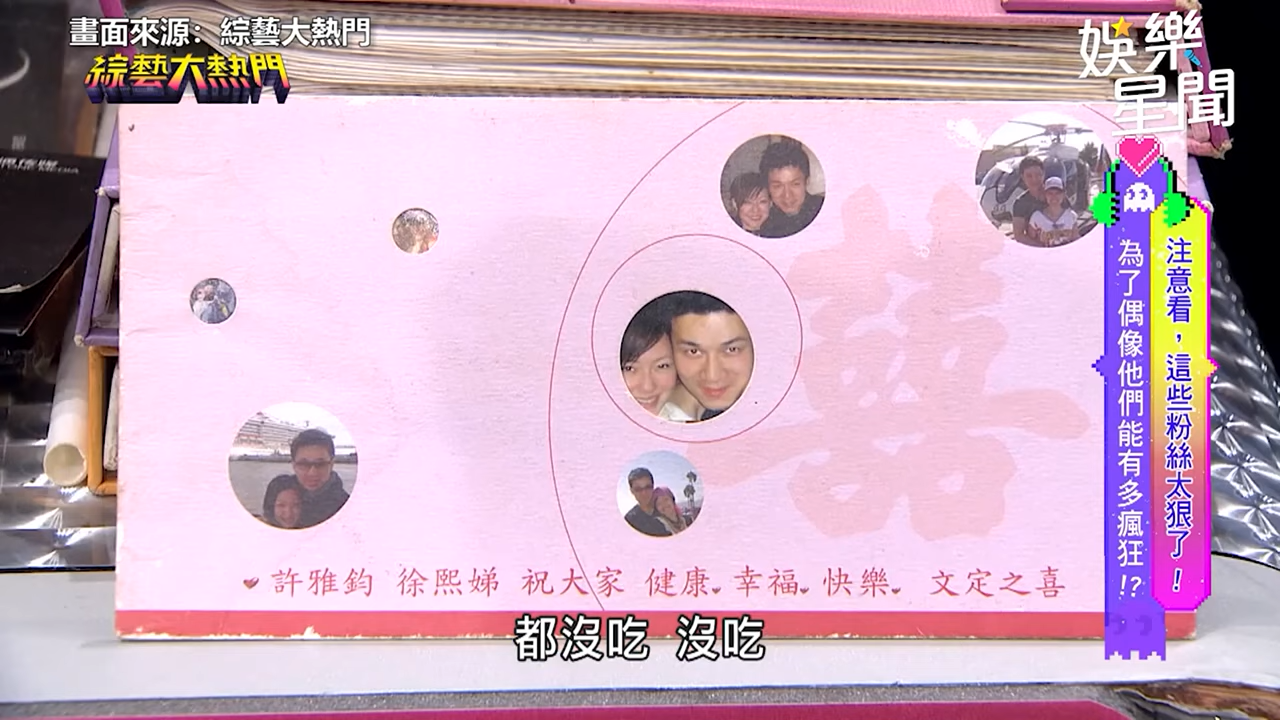 畫面來源：綜藝大熱門
綜藝大熱門
娛樂
星聞
注意看，這些粉絲太狠了！
為了偶像他們能有多瘋狂!?
囍
許雅鈞 徐熙娣 祝大家 健康 幸福 快樂 文定之喜
都沒吃 沒吃